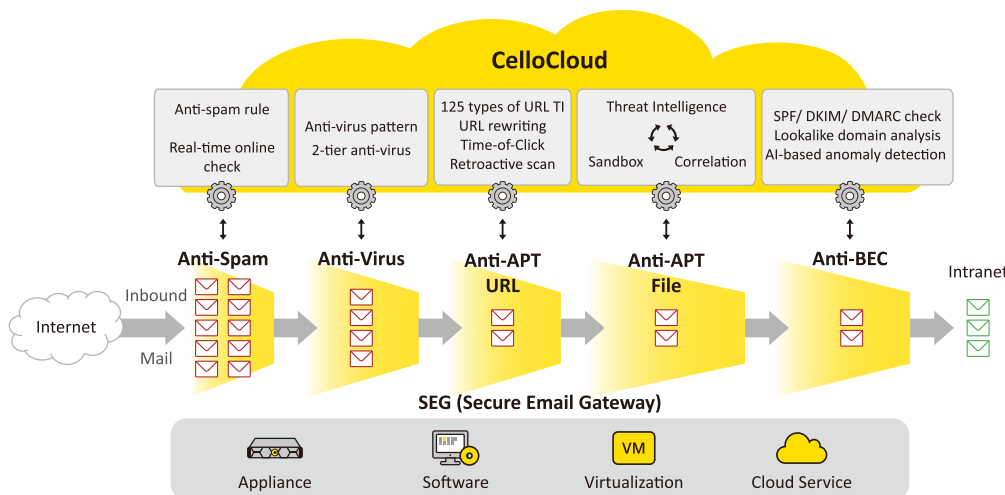 CelloCloud
Anti-spam rule
Real-time online
check
Anti-virus pattern
2-tier anti-virus
125 types of URL TI
URL rewriting
Time-of-Click
Retroactive scan
Threat Intelligence
Sandbox
Correlation
SPF/ DKIM/ DMARC check
Lookalike domain analysis
AI-based anomaly detection
Anti-Spam
Anti-Virus
Anti-APT
URL
Anti-APT
File
Anti-BEC
Intranet
Internet
Inbound
Mail
SEG (Secure Email Gateway)
Appliance
Software
VM
Virtualization
Cloud Service